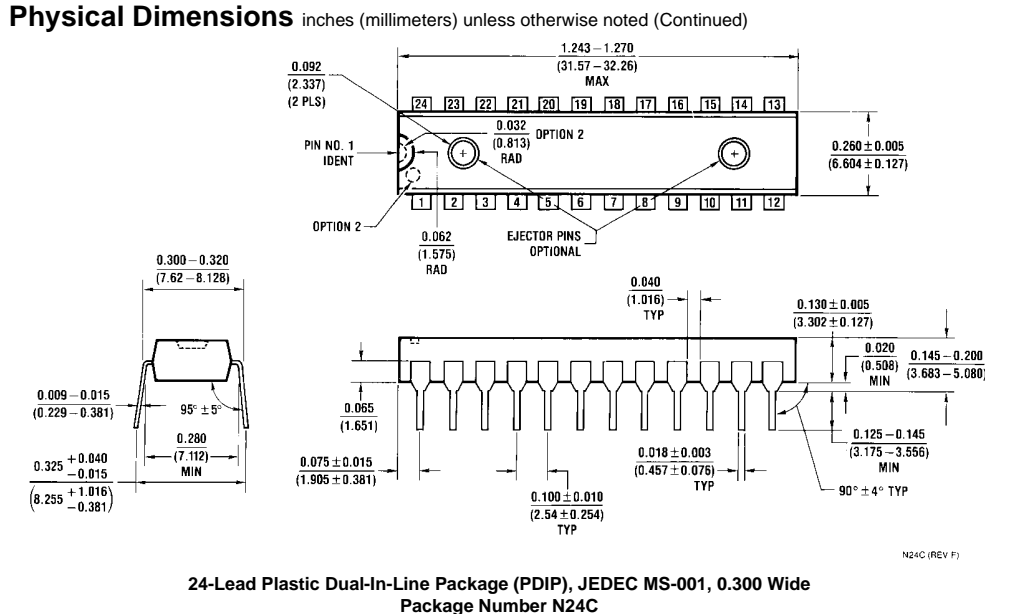 Physical Dimensions inches (millimeters) unless otherwise noted (Continued)
1.243 – 1.270
(31.57 – 32.26)
MAX
0.092
(2.337)
(2 PLS)
24 23 22 21 20 19 18 17 16 15 14 13
0.032
(0.813)
RAD
OPTION 2
PIN NO. 1
IDENT
0.260 ± 0.005
(6.604 ± 0.127)
1 2 3 4 5 6 7 8 9 10 11 12
OPTION 2
0.062
(1.575)
RAD
EJECTOR PINS
OPTIONAL
0.300 – 0.320
(7.62 – 8.128)
0.040
(1.016)
TYP
0.130 ± 0.005
(3.302 ± 0.127)
0.020
(0.508)
MIN
0.145 – 0.200
(3.683 – 5.080)
0.009 – 0.015
(0.229 – 0.381)
95° ± 5°
0.280
(7.112)
MIN
0.325 + 0.040
– 0.015
(8.255 + 1.016
– 0.381)
0.065
(1.651)
0.075 ± 0.015
(1.905 ± 0.381)
0.100 ± 0.010
(2.54 ± 0.254)
TYP
0.018 ± 0.003
(0.457 ± 0.076)
TYP
0.125 – 0.145
(3.175 – 3.556)
MIN
90° ± 4° TYP
N24C (REV F)
24-Lead Plastic Dual-In-Line Package (PDIP), JEDEC MS-001, 0.300 Wide
Package Number N24C